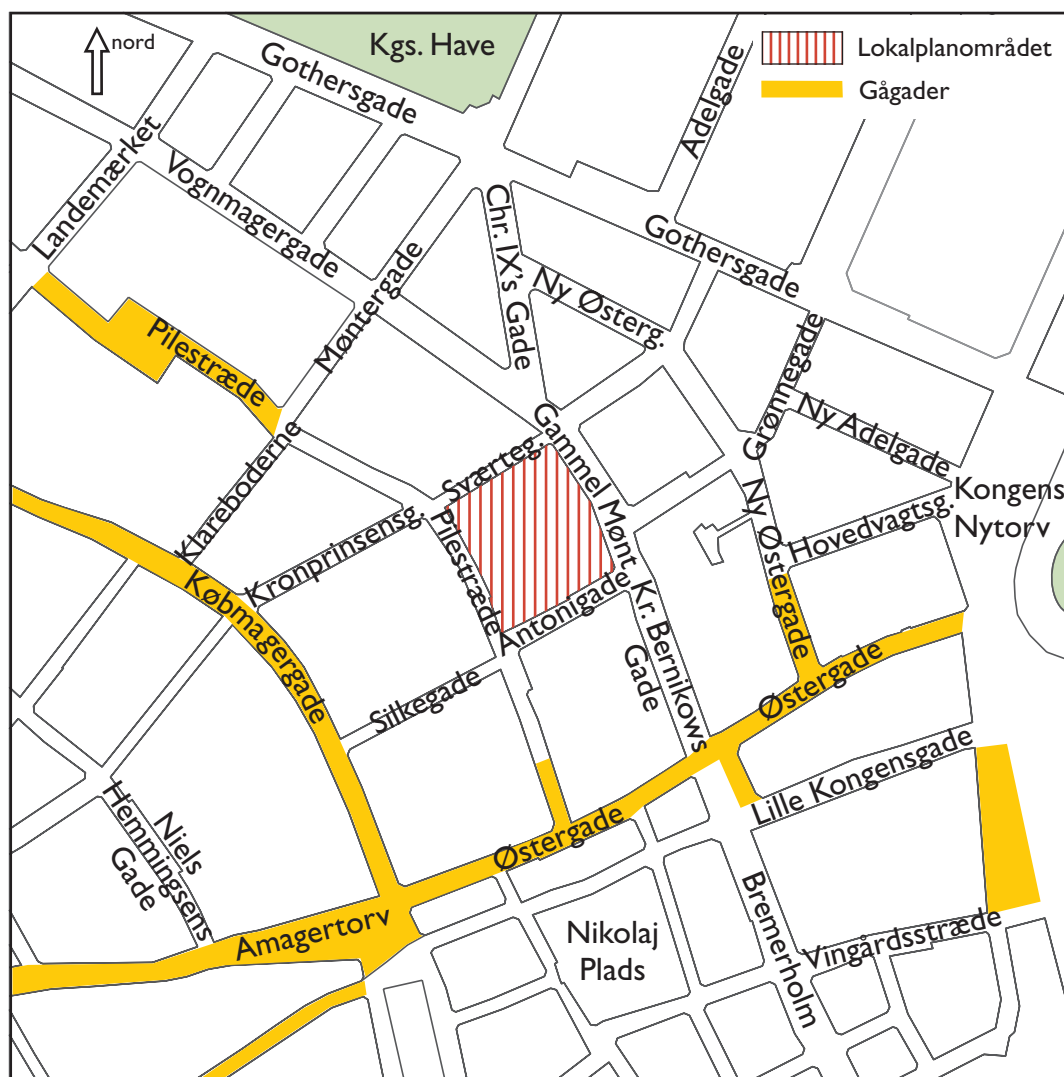 nord
Kgs. Have
Lokalplanområdet
Gågader
Gothersgade
Adelgade
Landemærket
Vognmagergade
Chr. IX's Gade
Gothersgade
Møntergade
Ny Østerg.
Pilestræde
Grønnegade
Ny Adelgade
Klareboderne
Sværteg.
Gammel Mønt
Kongens
Nytorv
Kronprinsensg.
Pilestræde
Ny Østergade
Hovedvagtsg.
Købmagergade
Antonigade
Kr. Bernikows
Gade
Silkegade
Østergade
Lille Kongensgade
Niels
Hemmingsens
Gade
Østergade
Amagertorv
Nikolaj
Plads
Bremerholm
Vingårdsstræde